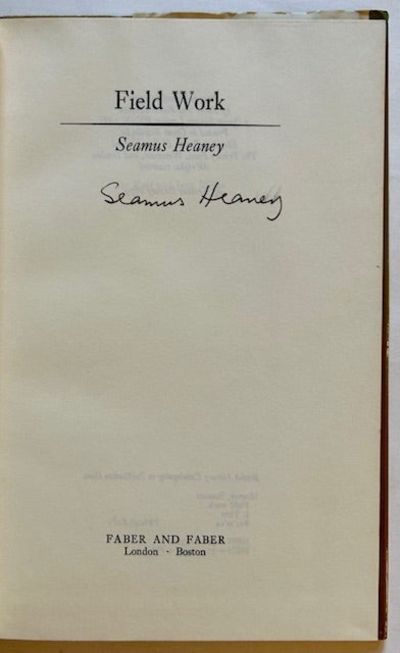 Field Work
Seamus Heaney
Seamus Heaney
FABER AND FABER
London · Boston